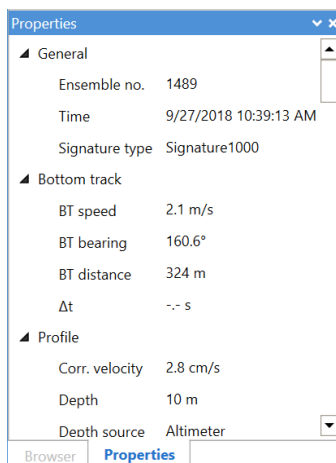 Properties
General
Ensemble no. 1489
Time 9/27/2018 10:39:13 AM
Signature type Signature1000
Bottom track
BT speed 2.1 m/s
BT bearing 160.6°
BT distance 324 m
Δt -.- s
Profile
Corr. velocity 2.8 cm/s
Depth 10 m
Depth source Altimeter
Browser Properties